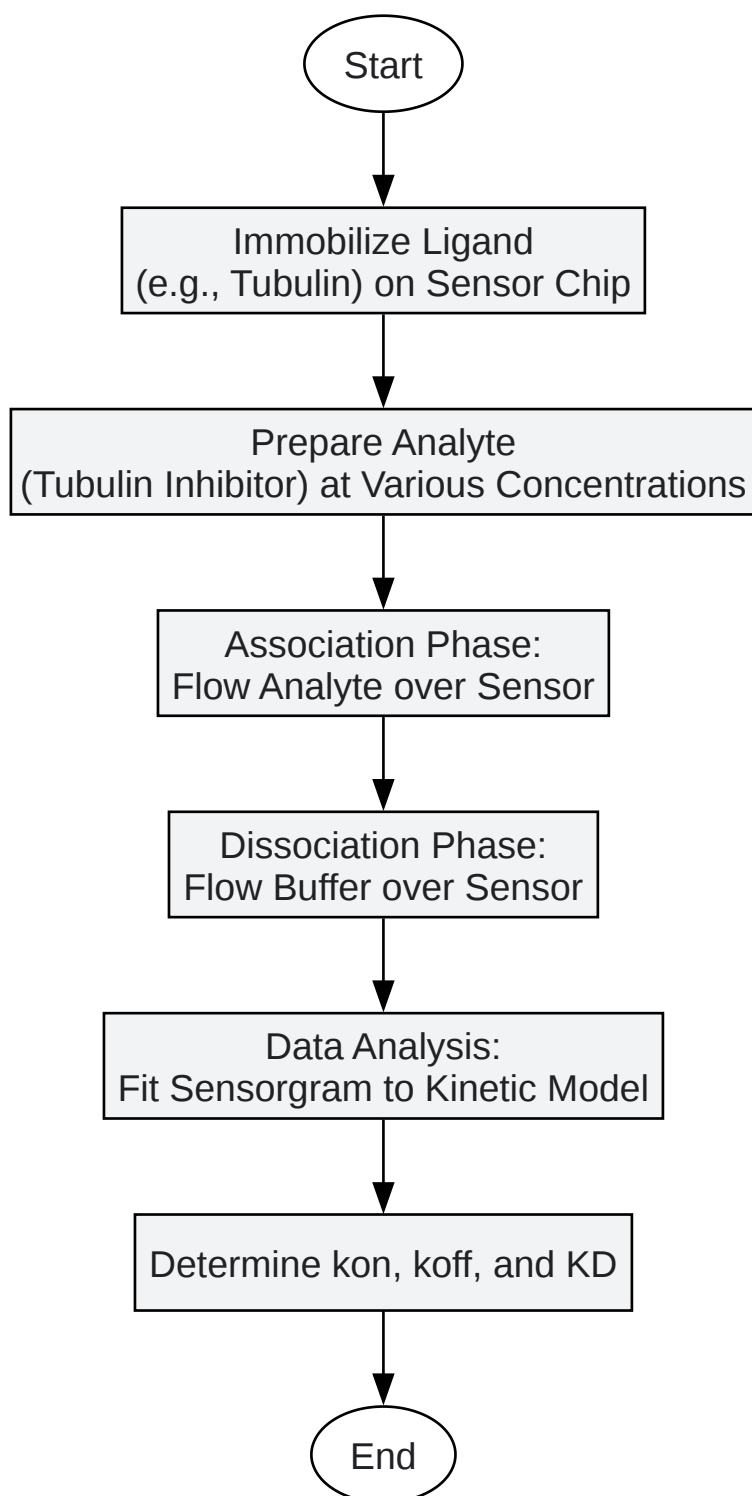 Start
Immobilize Ligand
(e.g., Tubulin) on Sensor Chip
Prepare Analyte
(Tubulin Inhibitor) at Various Concentrations
Association Phase:
Flow Analyte over Sensor
Dissociation Phase:
Flow Buffer over Sensor
Data Analysis:
Fit Sensorgram to Kinetic Model
Determine kon, koff, and KD
End